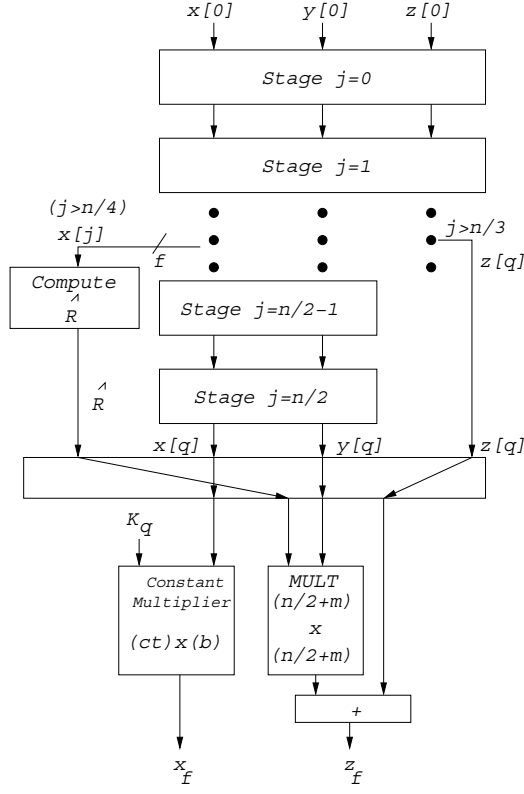 x[0] y[0] z[0]
Stage j=0
Stage j=1
(j>n/4)
x[j]
f
j>n/3
z[q]
Compute
^
R
Stage j=n/2-1
^
R
Stage j=n/2
x[q] y[q] z[q]
K
q
Constant
Multiplier
(ct)x(b)
MULT
(n/2+m)
x
(n/2+m)
+
x
f
z
f